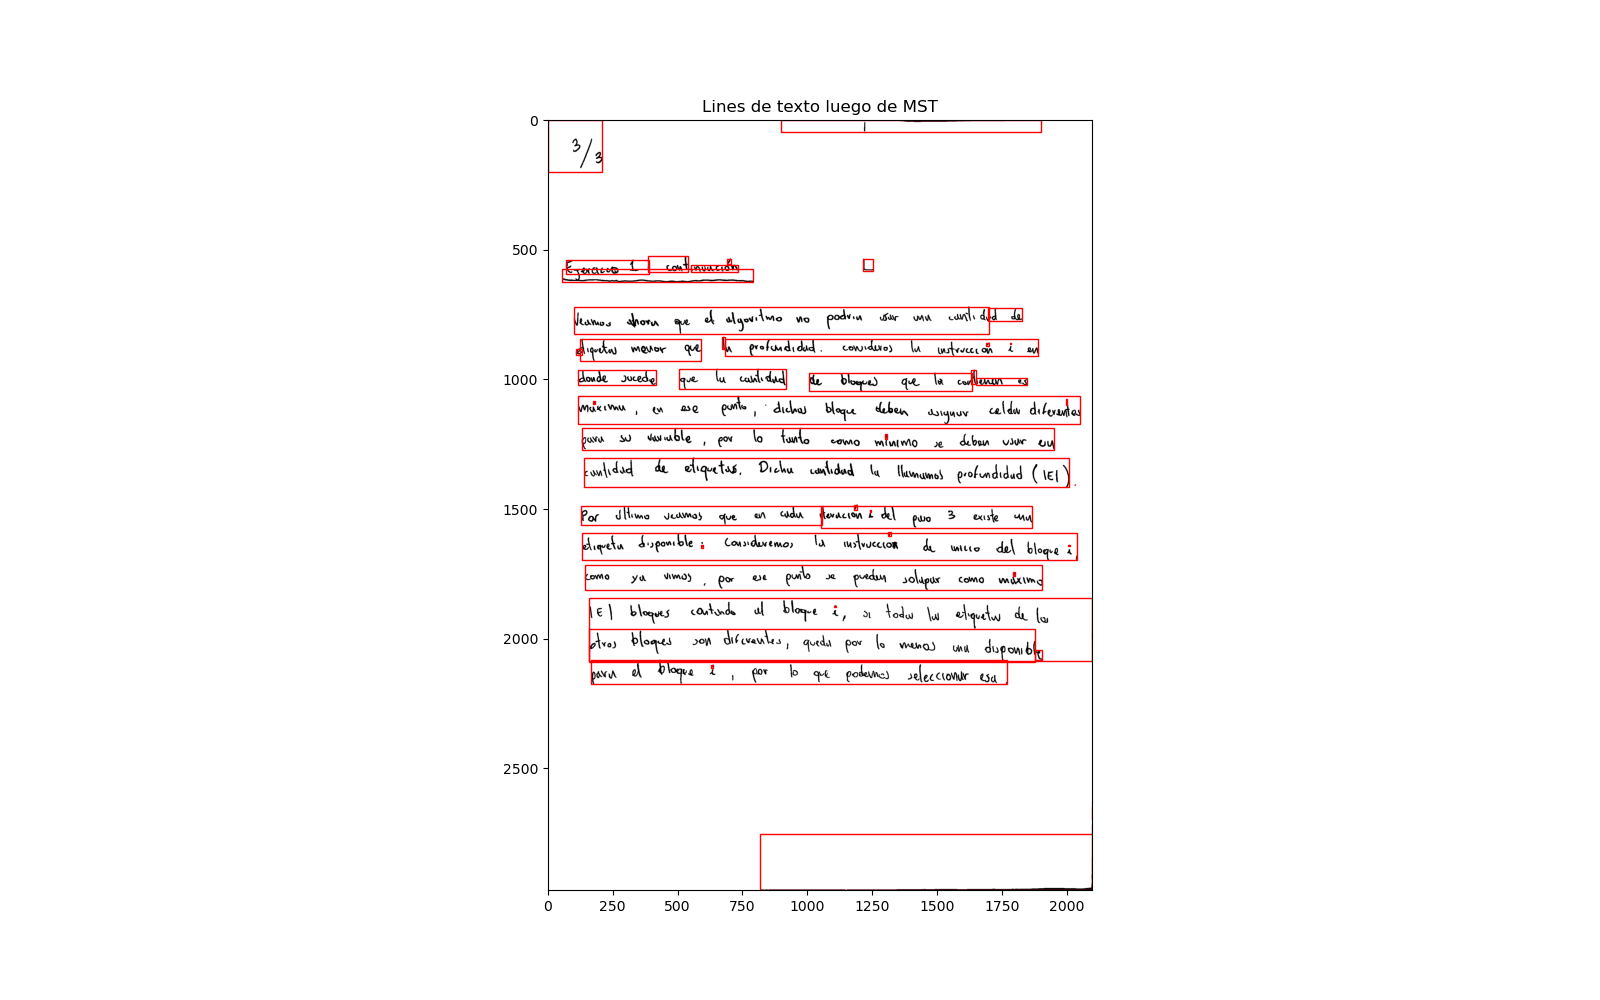 Lines de texto luego de MST
3/3
Ejercicio 1 continuación
Veamos ahora que el algoritmo no podria usar una cantidad de
etiquetas menor que la profundidad. consideros la instrucción i en
donde sucede que la cantidad de bloques que la contienen es
máxima, en ese punto, dichos bloque deben asignar celdas diferentes
para su variable, por lo tanto como mínimo se deben usar esa
cantidad de etiquetas. Dicha cantidad la llamamos profundidad (|E|).
Por último veamos que en cada iteración i del paso 3 existe una
etiqueta disponible: Consideremos la instrucción de inicio del bloque i,
como ya vimos, por ese punto se pueden solapar como máximo
|E| bloques contando al bloque i, si todas las etiquetas de los
otros bloques son diferentes, queda por lo menos una disponible
para el bloque i, por lo que podemos seleccionar esa.
0
500
1000
1500
2000
2500
0 250 500 750 1000 1250 1500 1750 2000